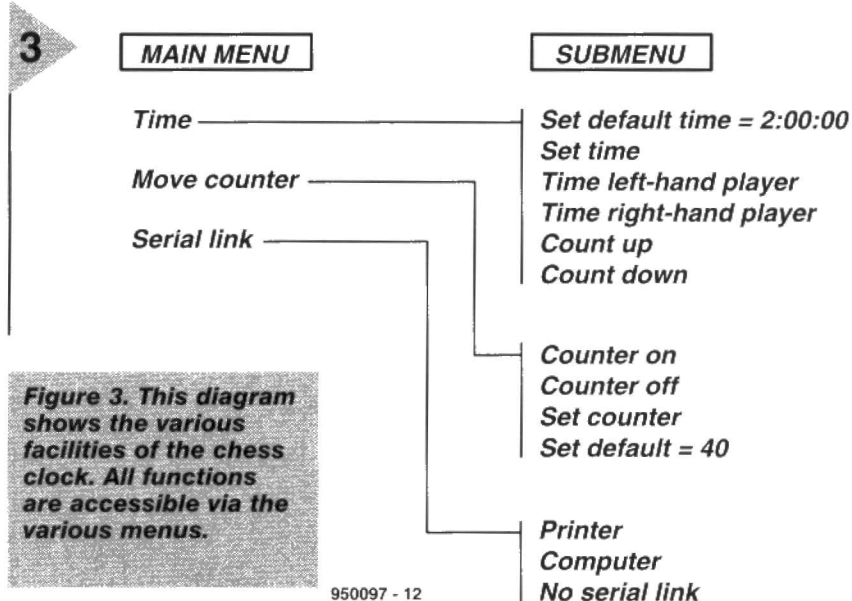 3
MAIN MENU
SUBMENU
Time
Move counter
Serial link
Set default time = 2:00:00
Set time
Time left-hand player
Time right-hand player
Count up
Count down
Counter on
Counter off
Set counter
Set default = 40
Printer
Computer
No serial link
Figure 3. This diagram
shows the various
facilities of the chess
clock. All functions
are accessible via the
various menus.
950097 - 12